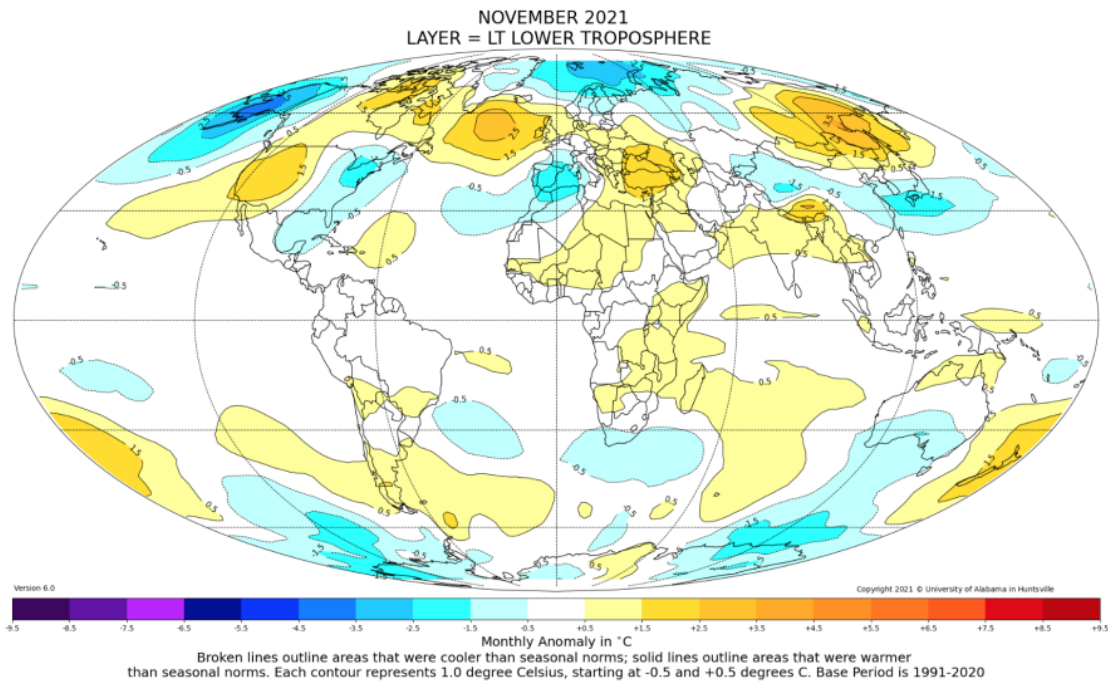 NOVEMBER 2021
LAYER = LT LOWER TROPOSPHERE
Version 6.0
Copyright 2021 © University of Alabama in Huntsville
-9.5 -8.5 -7.5 -6.5 -5.5 -4.5 -3.5 -2.5 -1.5 -0.5 +0.5 +1.5 +2.5 +3.5 +4.5 +5.5 +6.5 +7.5 +8.5 +9.5
Monthly Anomaly in ˚C
Broken lines outline areas that were cooler than seasonal norms; solid lines outline areas that were warmer
than seasonal norms. Each contour represents 1.0 degree Celsius, starting at -0.5 and +0.5 degrees C. Base Period is 1991-2020